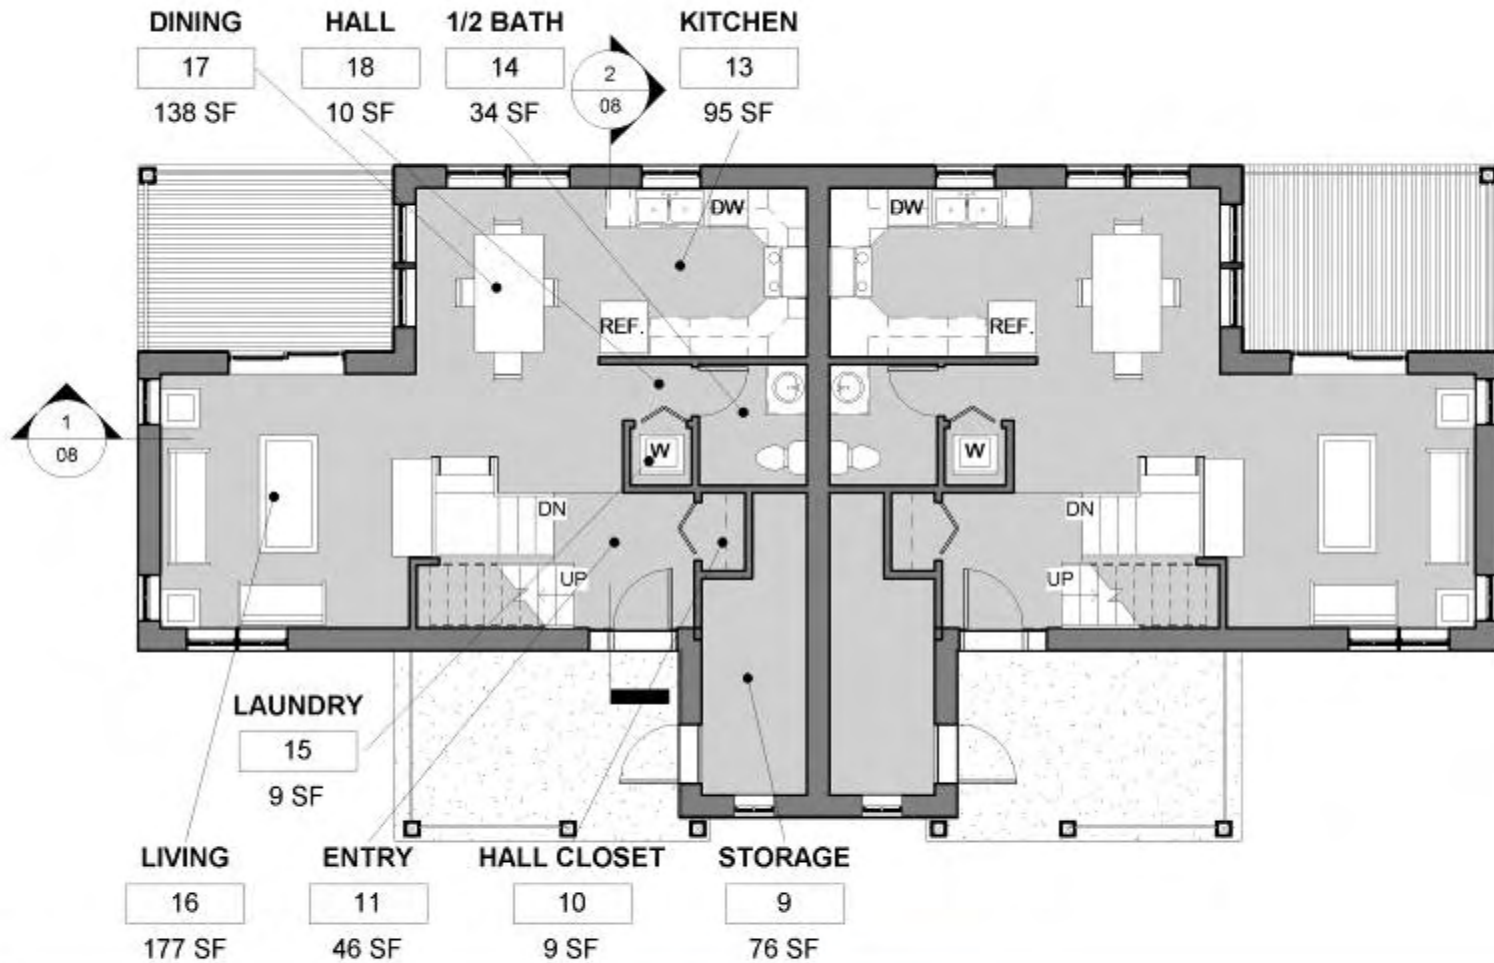 DINING HALL 1/2 BATH KITCHEN
17 18 14 13
138 SF 10 SF 34 SF 95 SF
2
08
DW DW
REF. REF.
1
08
W W
DN DN
UP UP
LAUNDRY
15
9 SF
LIVING ENTRY HALL CLOSET STORAGE
16 11 10 9
177 SF 46 SF 9 SF 76 SF